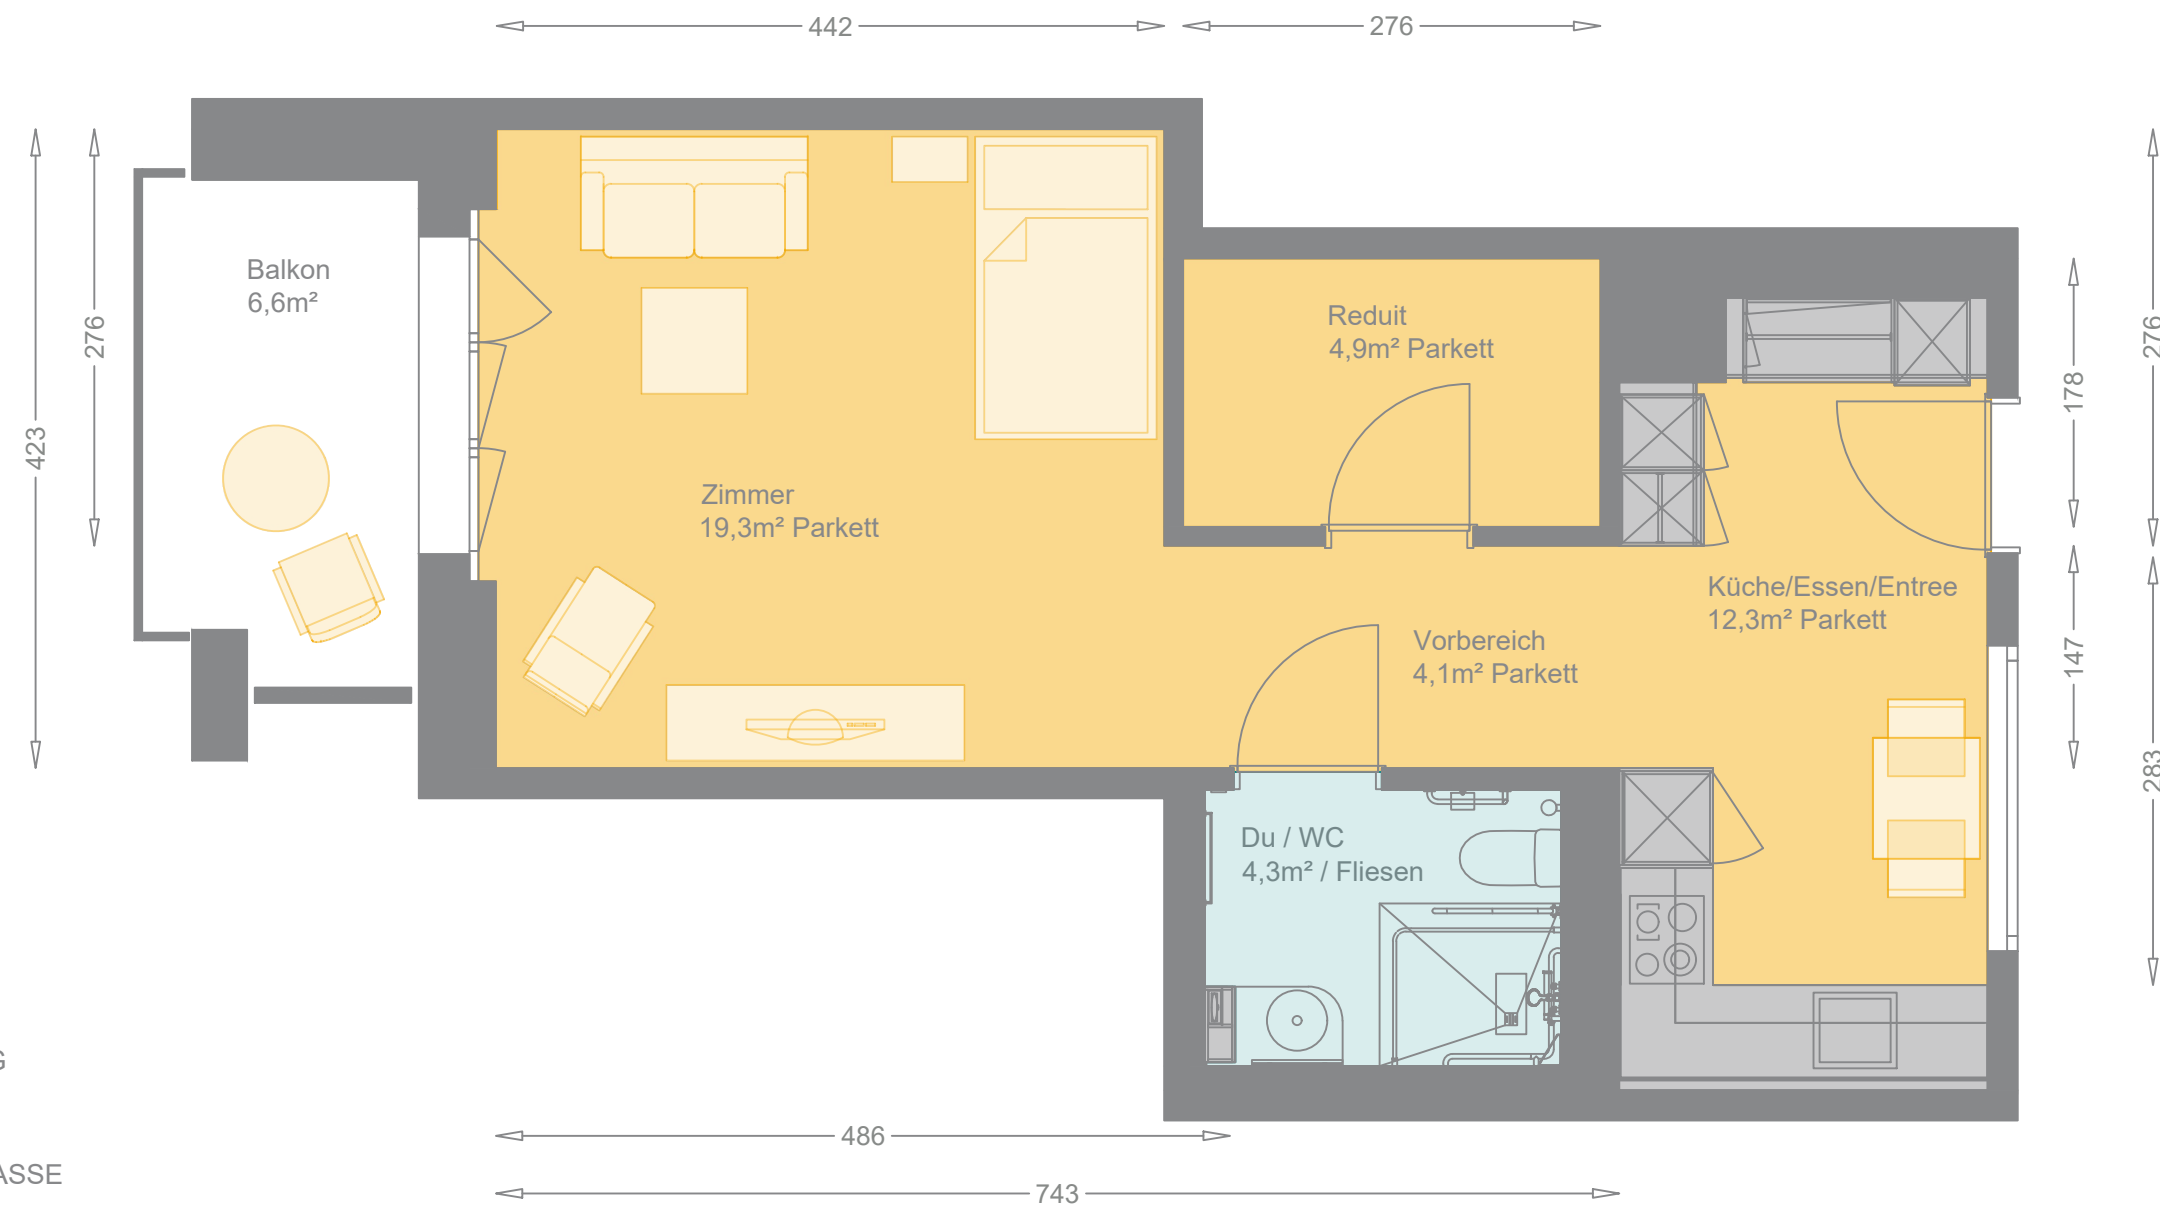 442
276
423
276
Balkon
6,6m²
Reduit
4,9m² Parkett
276
178
Zimmer
19,3m² Parkett
Küche/Essen/Entree
12,3m² Parkett
Vorbereich
4,1m² Parkett
147
283
Du / WC
4,3m² / Fliesen
G
486
ASSE
743